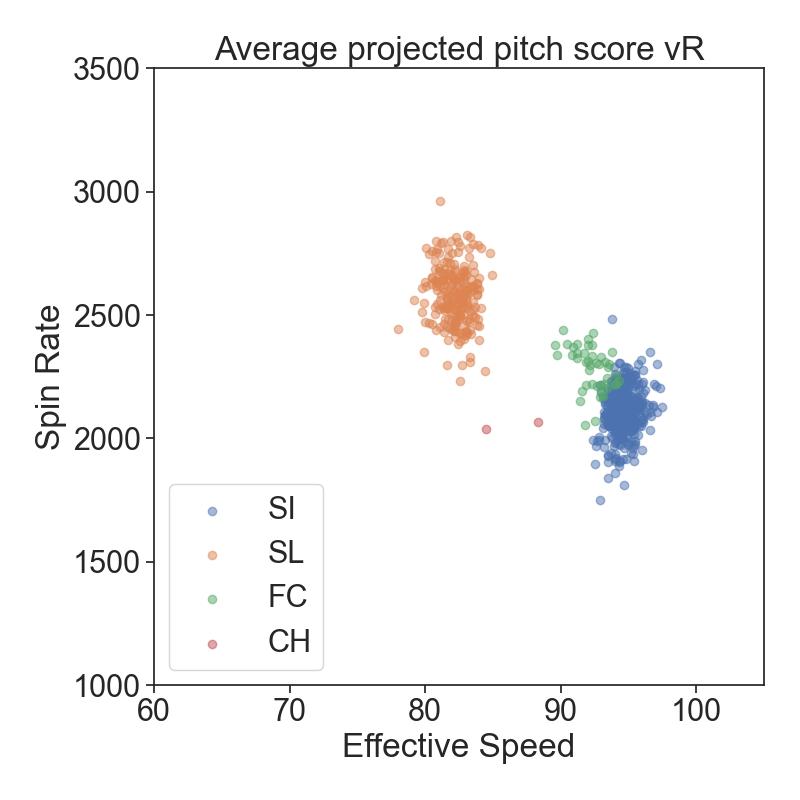 Average projected pitch score vR
3500
3000
2500
2000
1500
1000
Spin Rate
SI
SL
FC
CH
60 70 80 90 100
Effective Speed